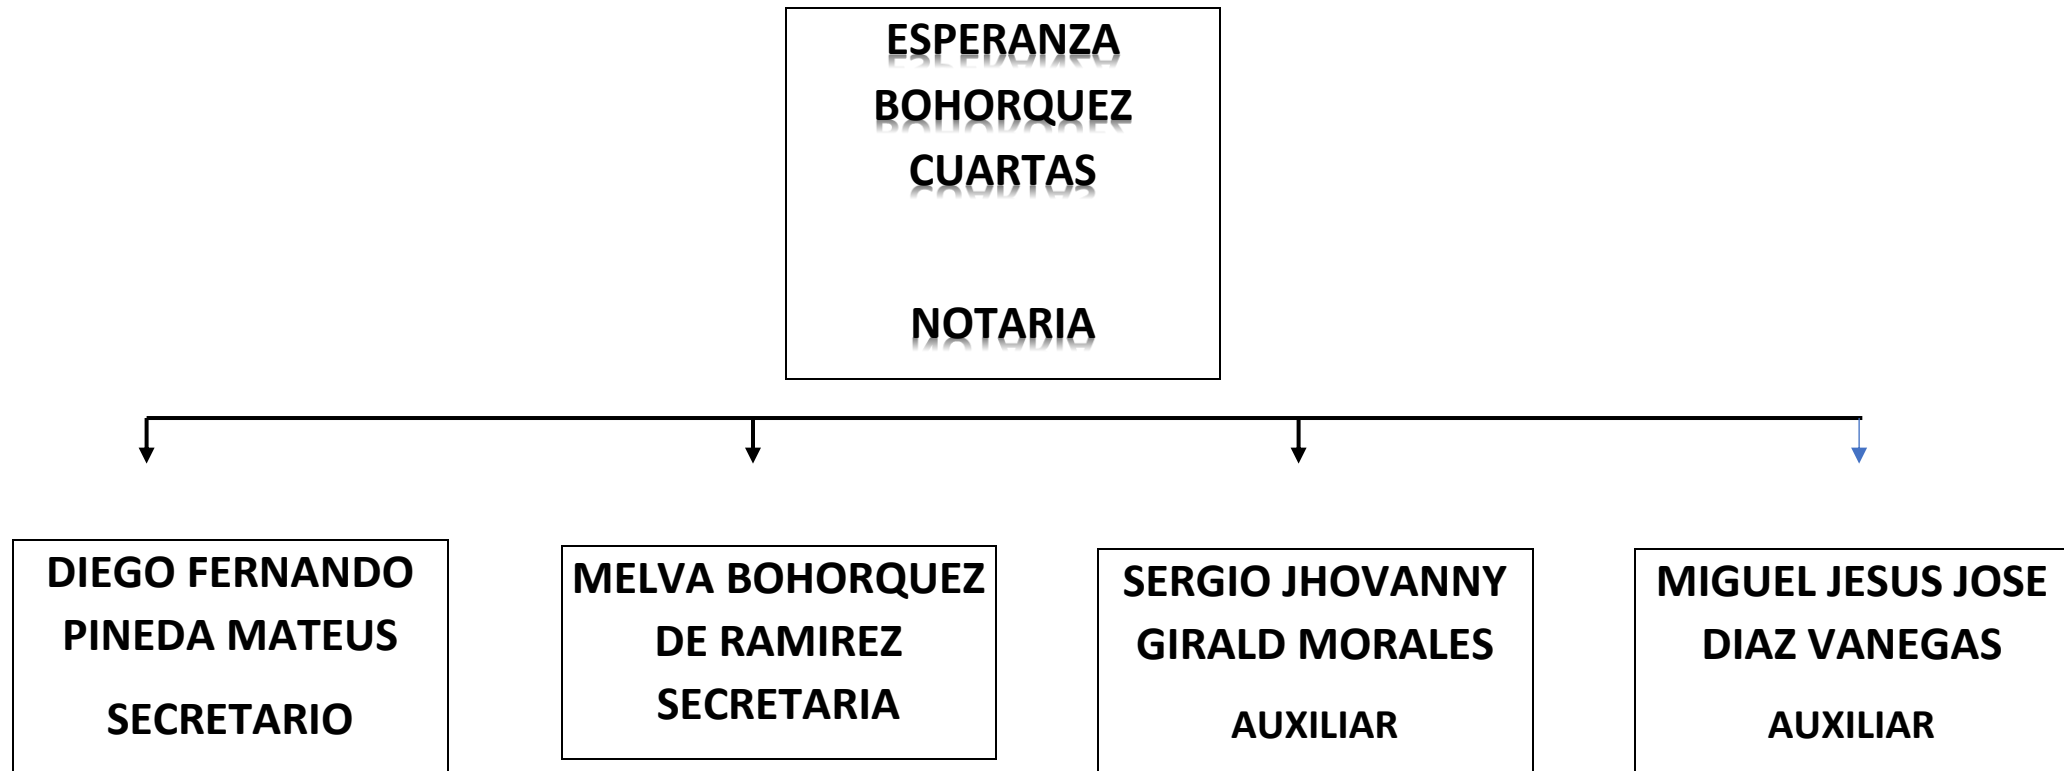 ESPERANZA
BOHORQUEZ
CUARTAS
NOTARIA
DIEGO FERNANDO
PINEDA MATEUS
SECRETARIO
MELVA BOHORQUEZ
DE RAMIREZ
SECRETARIA
SERGIO JHOVANNY
GIRALD MORALES
AUXILIAR
MIGUEL JESUS JOSE
DIAZ VANEGAS
AUXILIAR